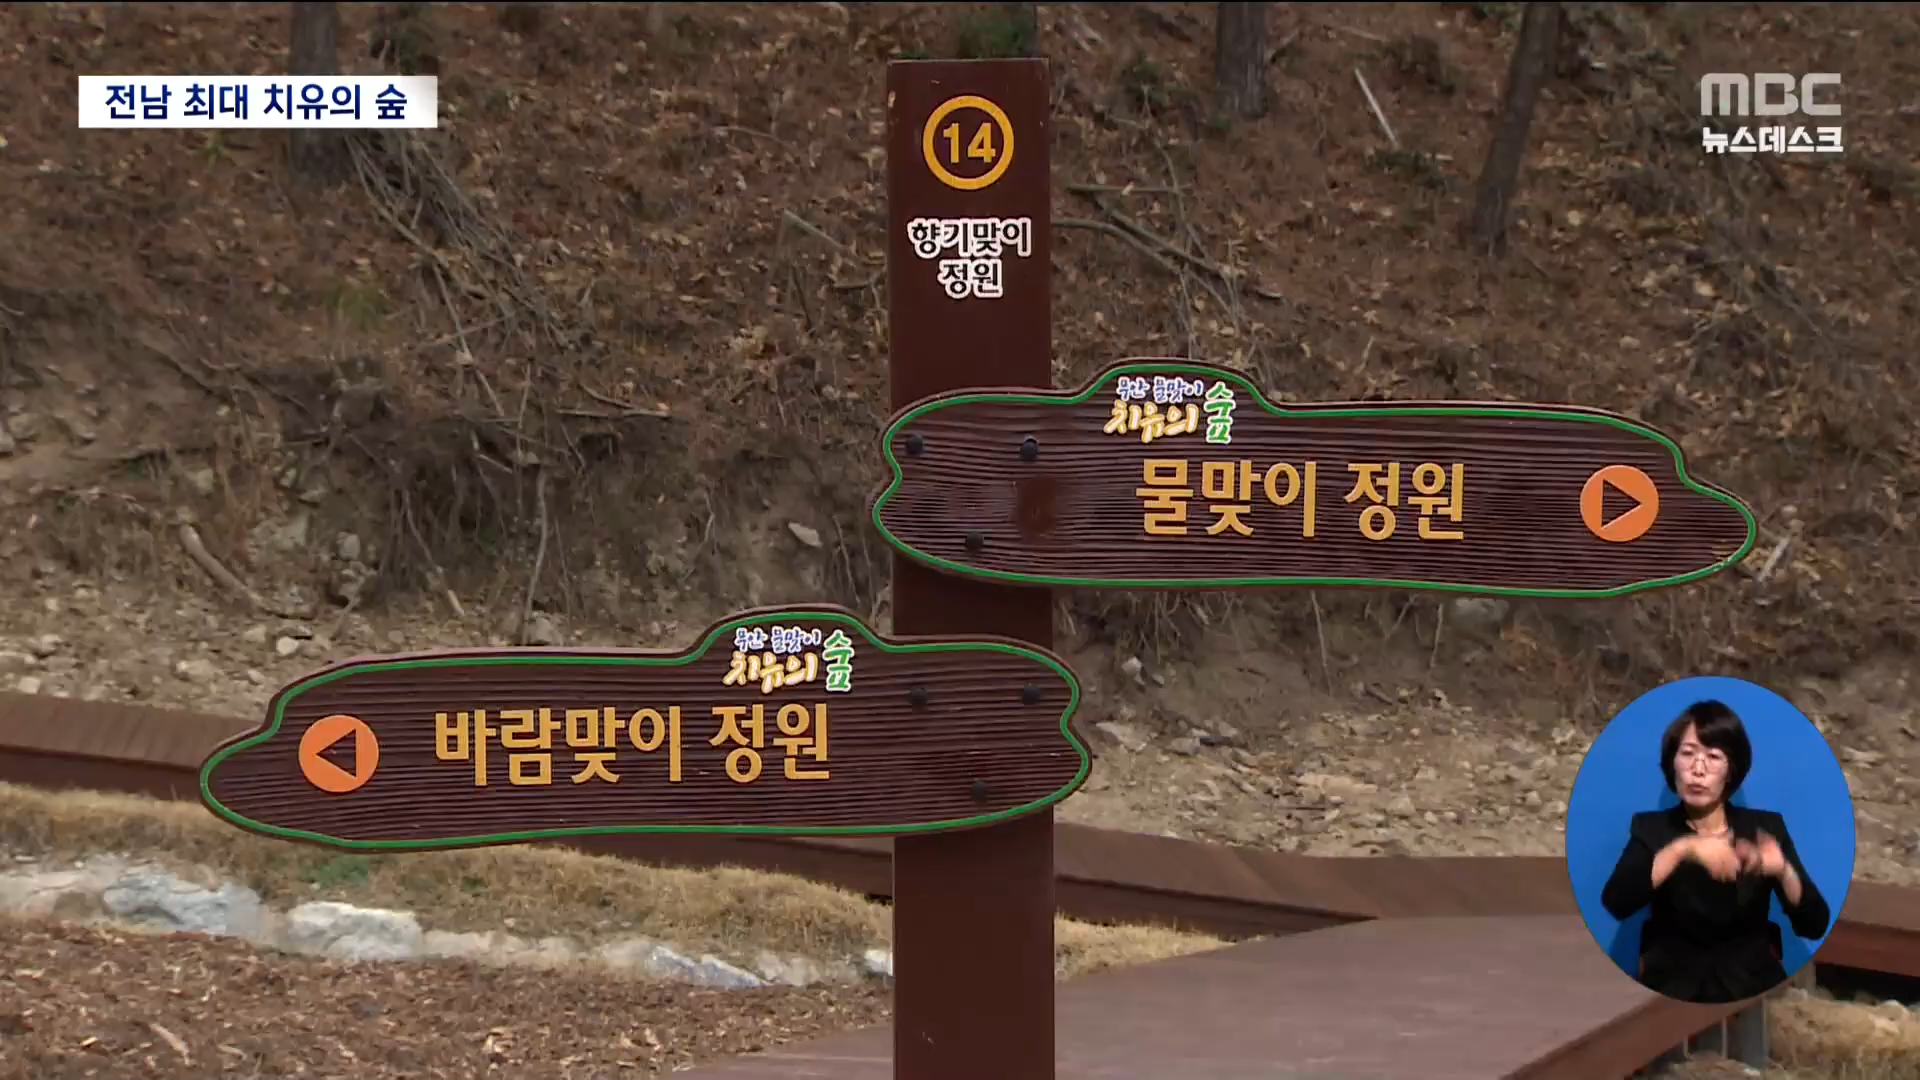 전남 최대 치유의 숲
MBC
뉴스데스크
14
향기맞이
정원
무안 물맞이
치유의 숲
물맞이 정원
무안 물맞이
치유의 숲
바람맞이 정원